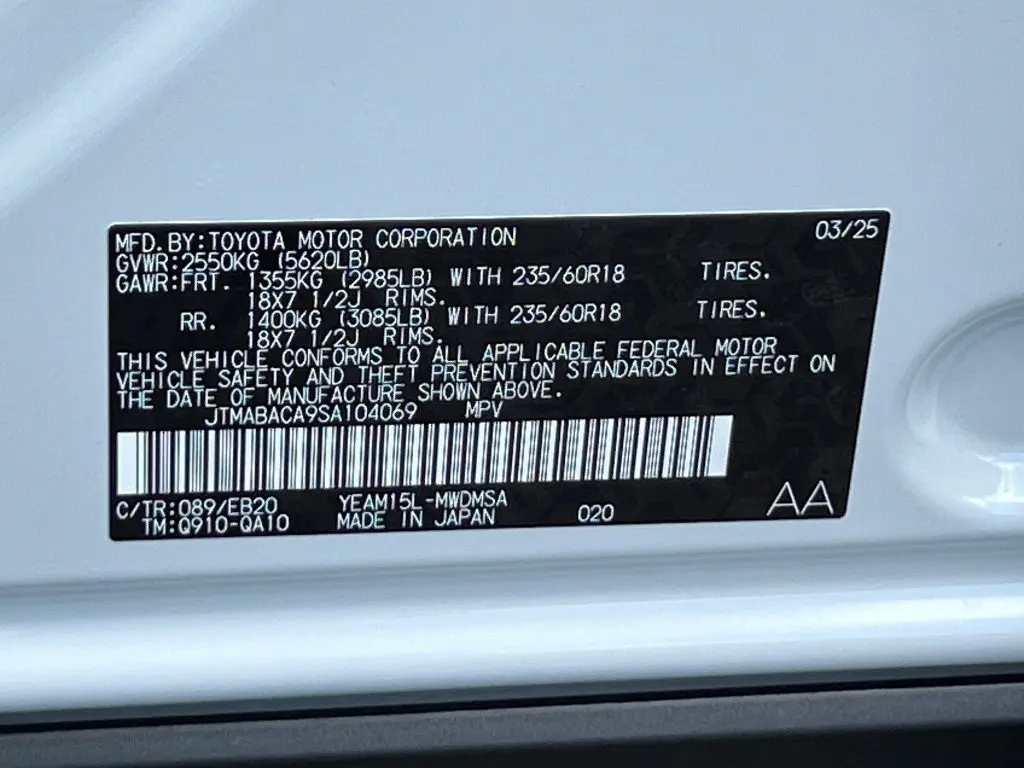 MFD.BY:TOYOTA MOTOR CORPORATION 03/25
GVWR:2550KG (5620LB)
GAWR:FRT. 1355KG (2985LB) WITH 235/60R18 TIRES.
18X7 1/2J RIMS.
RR. 1400KG (3085LB) WITH 235/60R18 TIRES.
18X7 1/2J RIMS.
THIS VEHICLE CONFORMS TO ALL APPLICABLE FEDERAL MOTOR
VEHICLE SAFETY AND THEFT PREVENTION STANDARDS IN EFFECT ON
THE DATE OF MANUFACTURE SHOWN ABOVE.
JTMABACA9SA104069 MPV
C/TR:089/EB20 YEAM15L-MWDMSA
TM:Q910-QA10 MADE IN JAPAN 020 AA